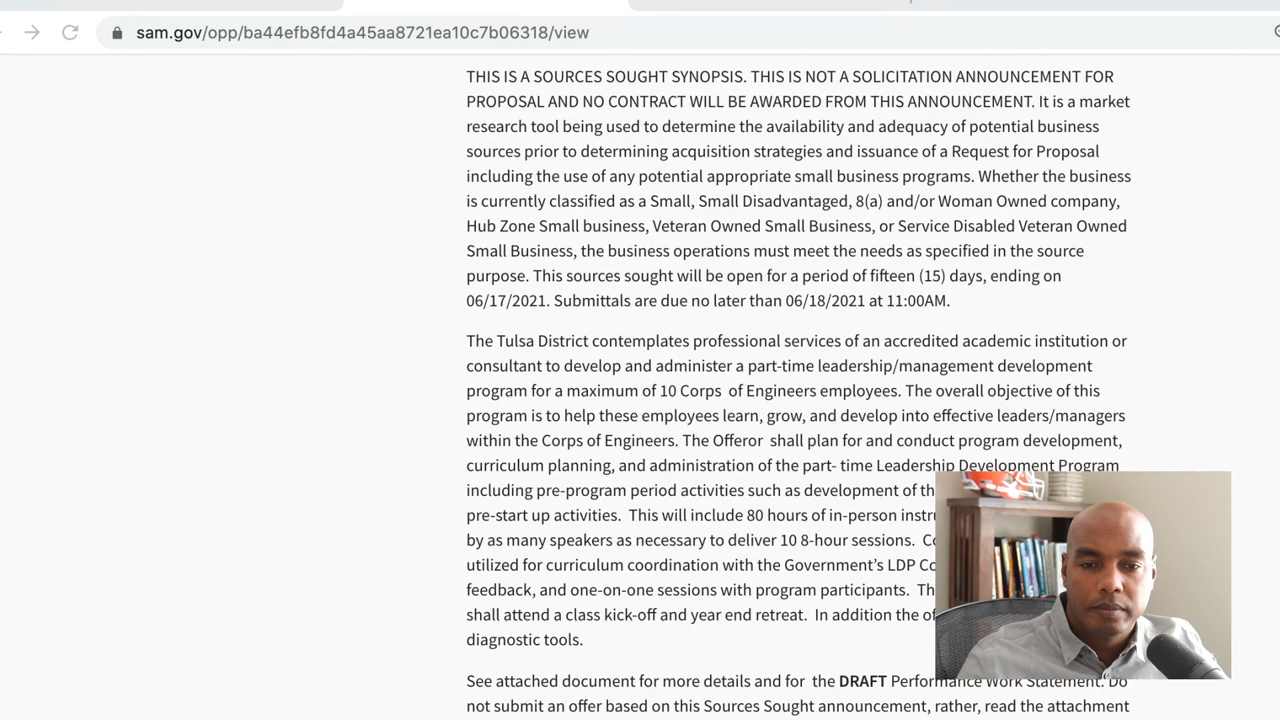 sam.gov/opp/ba44efb8fd4a45aa8721ea10c7b06318/view
THIS IS A SOURCES SOUGHT SYNOPSIS. THIS IS NOT A SOLICITATION ANNOUNCEMENT FOR
PROPOSAL AND NO CONTRACT WILL BE AWARDED FROM THIS ANNOUNCEMENT. It is a market
research tool being used to determine the availability and adequacy of potential business
sources prior to determining acquisition strategies and issuance of a Request for Proposal
including the use of any potential appropriate small business programs. Whether the business
is currently classified as a Small, Small Disadvantaged, 8(a) and/or Woman Owned company,
Hub Zone Small business, Veteran Owned Small Business, or Service Disabled Veteran Owned
Small Business, the business operations must meet the needs as specified in the source
purpose. This sources sought will be open for a period of fifteen (15) days, ending on
06/17/2021. Submittals are due no later than 06/18/2021 at 11:00AM.
The Tulsa District contemplates professional services of an accredited academic institution or
consultant to develop and administer a part-time leadership/management development
program for a maximum of 10 Corps of Engineers employees. The overall objective of this
program is to help these employees learn, grow, and develop into effective leaders/managers
within the Corps of Engineers. The Offeror shall plan for and conduct program development,
curriculum planning, and administration of the part- time Leadership Development Program
including pre-program period activities such as development of
pre-start up activities. This will include 80 hours of in-person
by as many speakers as necessary to deliver 10 8-hour sessions.
utilized for curriculum coordination with the Government's LDP
feedback, and one-on-one sessions with program participants.
shall attend a class kick-off and year end retreat. In addition the
diagnostic tools.
See attached document for more details and for the DRAFT Performance Work Statement. Do
not submit an offer based on this Sources Sought announcement, rather, read the attachment